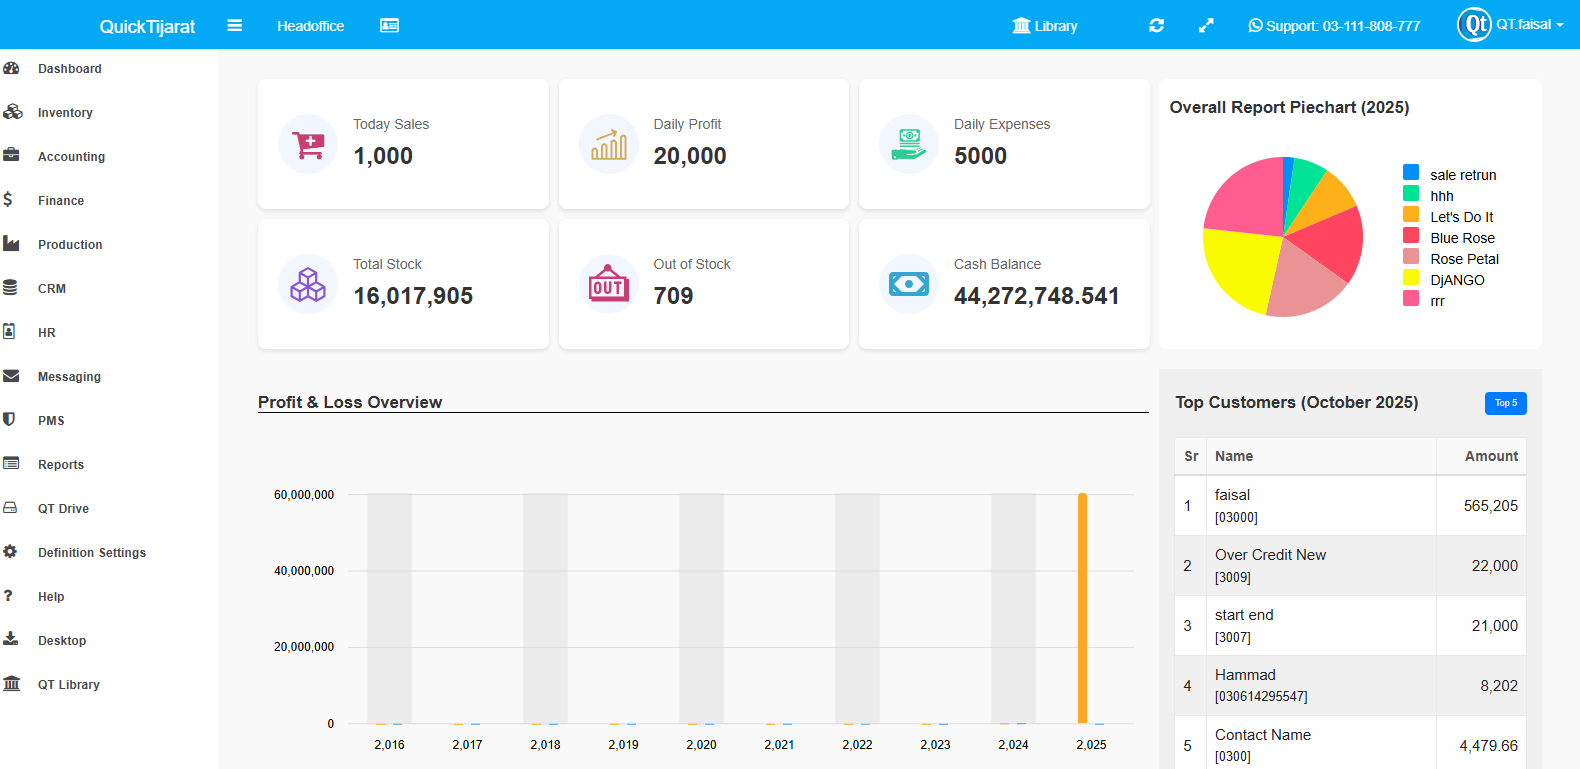 QuickTijarat
Headoffice
Library
Support: 03-111-808-777
Qt
QT.faisal
Dashboard
Inventory
Accounting
Finance
Production
CRM
HR
Messaging
PMS
Reports
QT Drive
Definition Settings
Help
Desktop
QT Library
Today Sales
1,000
Daily Profit
20,000
Daily Expenses
5000
Total Stock
16,017,905
OUT
Out of Stock
709
Cash Balance
44,272,748.541
Overall Report Piechart (2025)
sale retrun
hhh
Let's Do It
Blue Rose
Rose Petal
DjANGO
rrr
Profit & Loss Overview
60,000,000
40,000,000
20,000,000
0
2,016 2,017 2,018 2,019 2,020 2,021 2,022 2,023 2,024 2,025
Top Customers (October 2025)
Top 5
Sr Name Amount
1 faisal 565,205
[03000]
2 Over Credit New 22,000
[3009]
3 start end 21,000
[3007]
4 Hammad 8,202
[030614295547]
5 Contact Name 4,479.66
[0300]